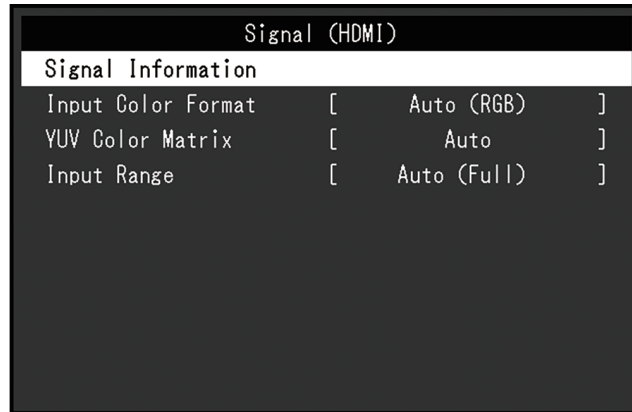 Signal (HDMI)
Signal Information
Input Color Format [ Auto (RGB) ]
YUV Color Matrix [ Auto ]
Input Range [ Auto (Full) ]